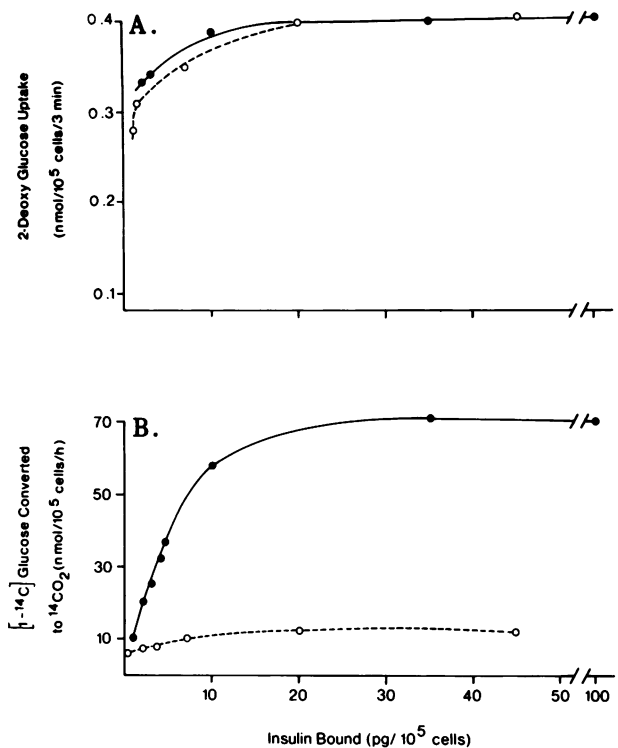 A.
2-Deoxy Glucose Uptake
(nmol/10⁵ cells/3 min)
0.4
0.3
0.2
0.1
B.
[1-¹⁴C] Glucose Converted
to ¹⁴CO₂(nmol/10⁵ cells/h)
70
50
30
10
10 20 30 40 50 100
Insulin Bound (pg/ 10⁵ cells)